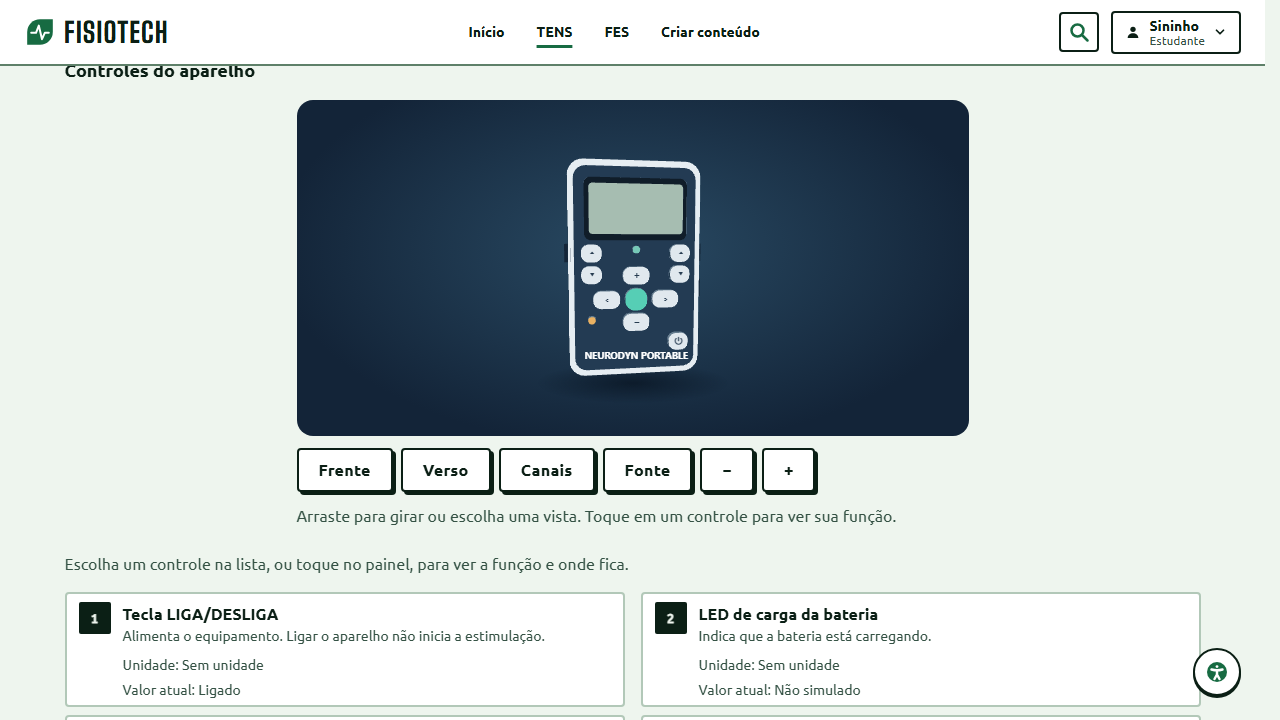 FISIOTECH
Início
TENS
FES
Criar conteúdo
Sininho
Estudante
Controles do aparelho
+
−
NEURODYN PORTABLE
Frente
Verso
Canais
Fonte
−
+
Arraste para girar ou escolha uma vista. Toque em um controle para ver sua função.
Escolha um controle na lista, ou toque no painel, para ver a função e onde fica.
1
Tecla LIGA/DESLIGA
Alimenta o equipamento. Ligar o aparelho não inicia a estimulação.
Unidade: Sem unidade
Valor atual: Ligado
2
LED de carga da bateria
Indica que a bateria está carregando.
Unidade: Sem unidade
Valor atual: Não simulado